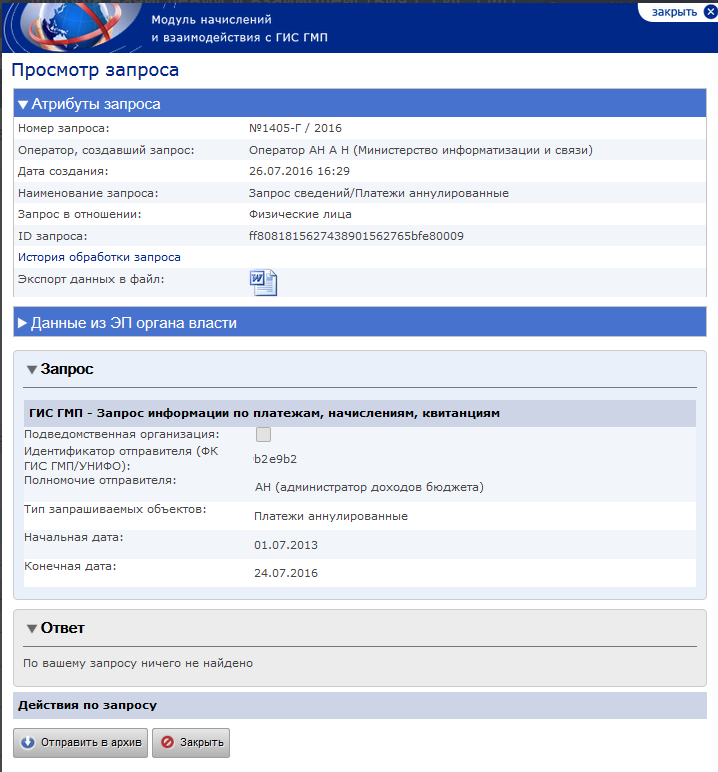 закрыть
Модуль начислений
и взаимодействия с ГИС ГМП
Просмотр запроса
Атрибуты запроса
Номер запроса: №1405-Г / 2016
Оператор, создавший запрос: Оператор АН А Н (Министерство информатизации и связи)
Дата создания: 26.07.2016 16:29
Наименование запроса: Запрос сведений/Платежи аннулированные
Запрос в отношении: Физические лица
ID запроса: ff8081815627438901562765bfe80009
История обработки запроса
Экспорт данных в файл:
Данные из ЭП органа власти
Запрос
ГИС ГМП - Запрос информации по платежам, начислениям, квитанциям
Подведомственная организация:
Идентификатор отправителя (ФК
ГИС ГМП/УНИФО): b2e9b2
Полномочие отправителя: АН (администратор доходов бюджета)
Тип запрашиваемых объектов: Платежи аннулированные
Начальная дата: 01.07.2013
Конечная дата: 24.07.2016
Ответ
По вашему запросу ничего не найдено
Действия по запросу
Отправить в архив Закрыть